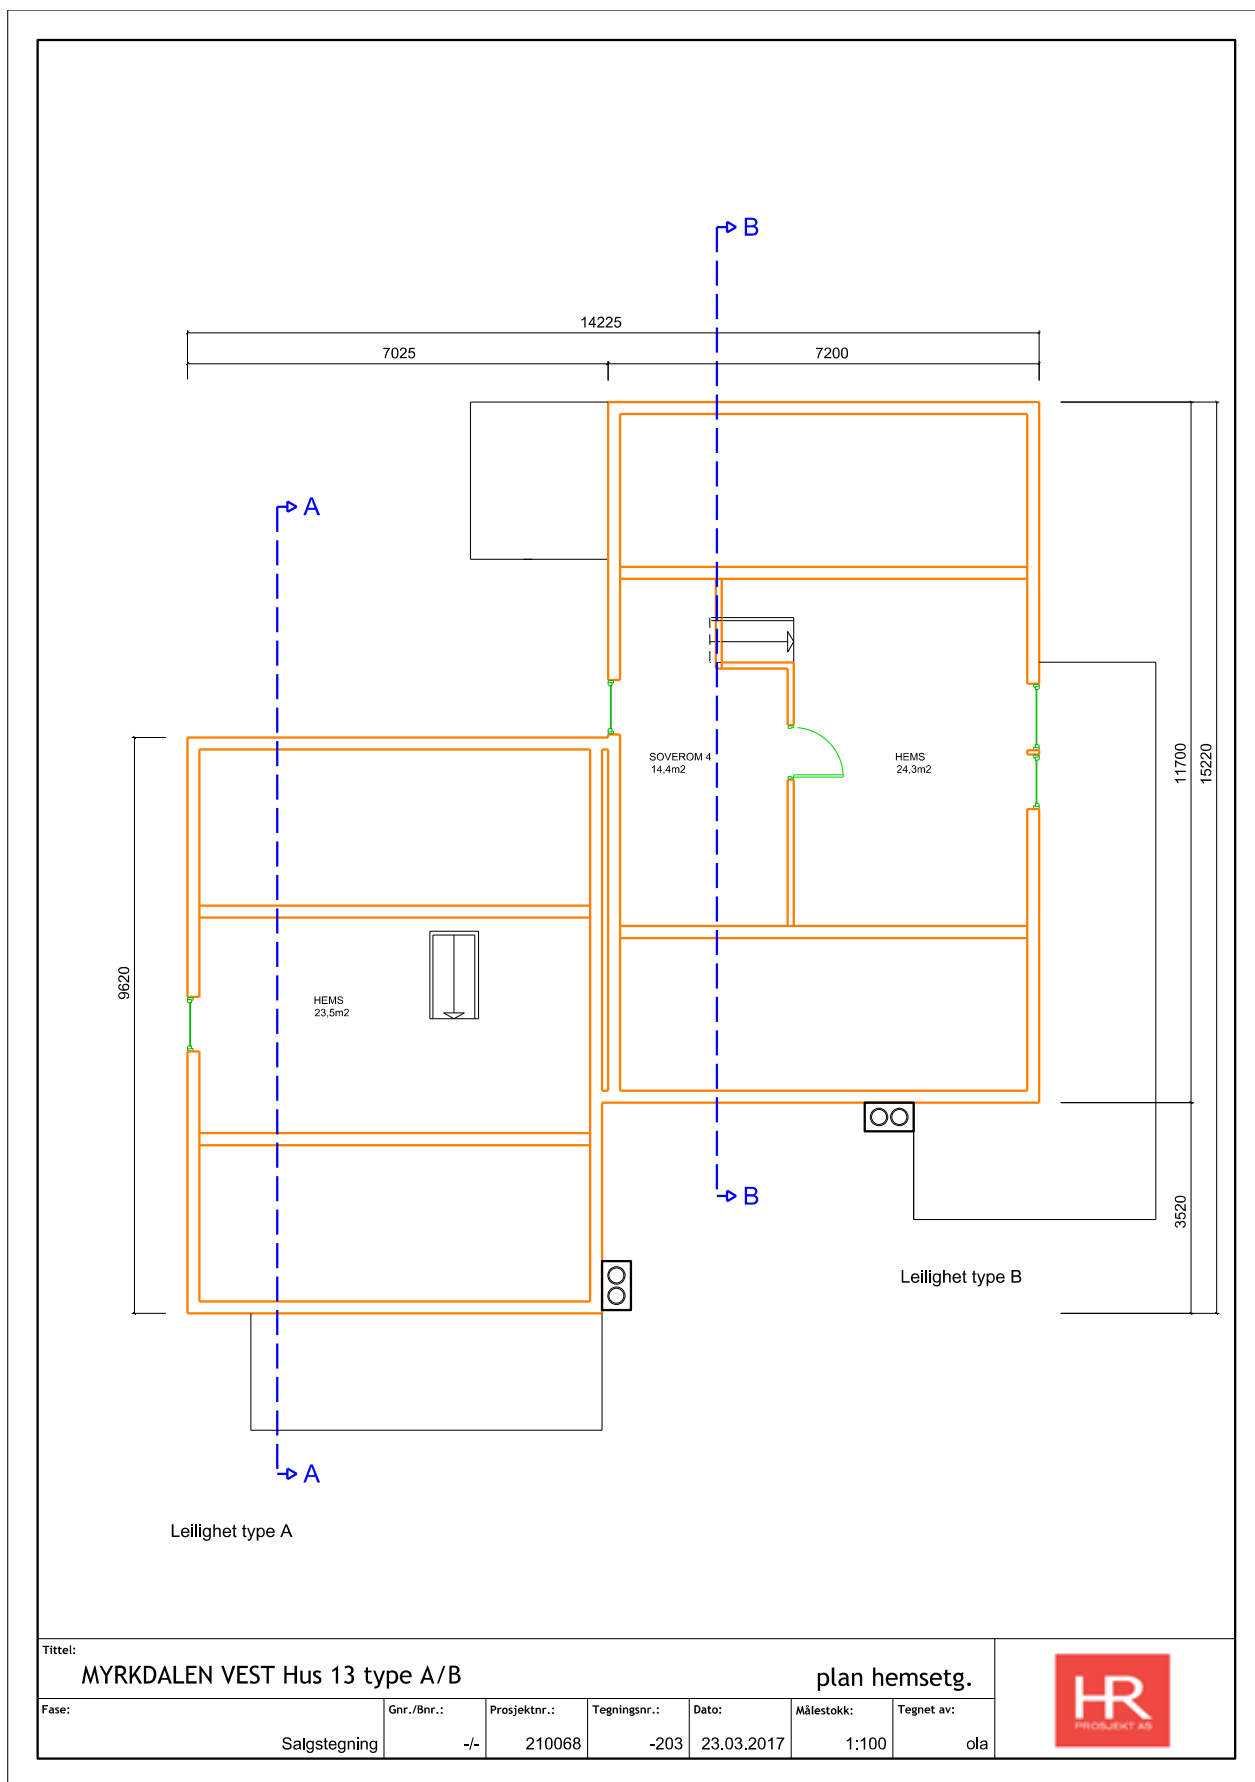 B
14225
7025
7200
A
SOVEROM 4
14,4m2
HEMS
24,3m2
11700
15220
9620
HEMS
23,5m2
B
3520
Leilighet type B
A
Leilighet type A
Tittel:
MYRKDALEN VEST Hus 13 type A/B
plan hemsetg.
Fase:
Salgstegning
Gnr./Bnr.:
-/-
Prosjektnr.:
210068
Tegningsnr.:
-203
Dato:
23.03.2017
Målestokk:
1:100
Tegnet av:
ola
HR
PROSJEKT AS